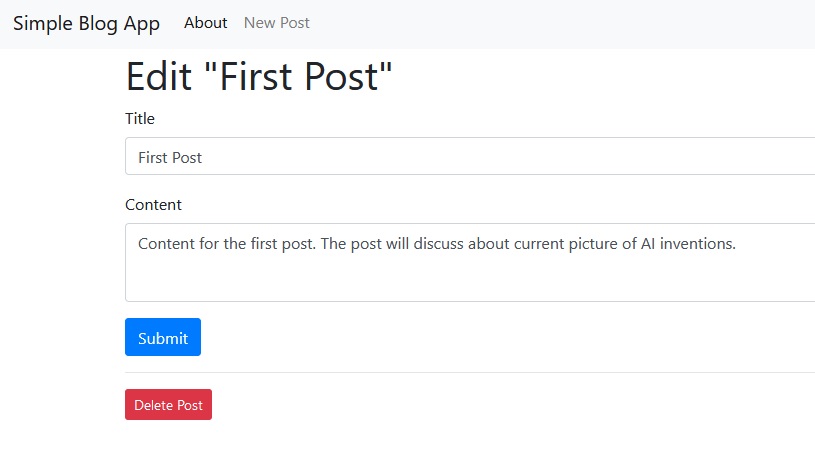 Simple Blog App About New Post
Edit "First Post"
Title
First Post
Content
Content for the first post. The post will discuss about current picture of AI inventions.
Submit
Delete Post